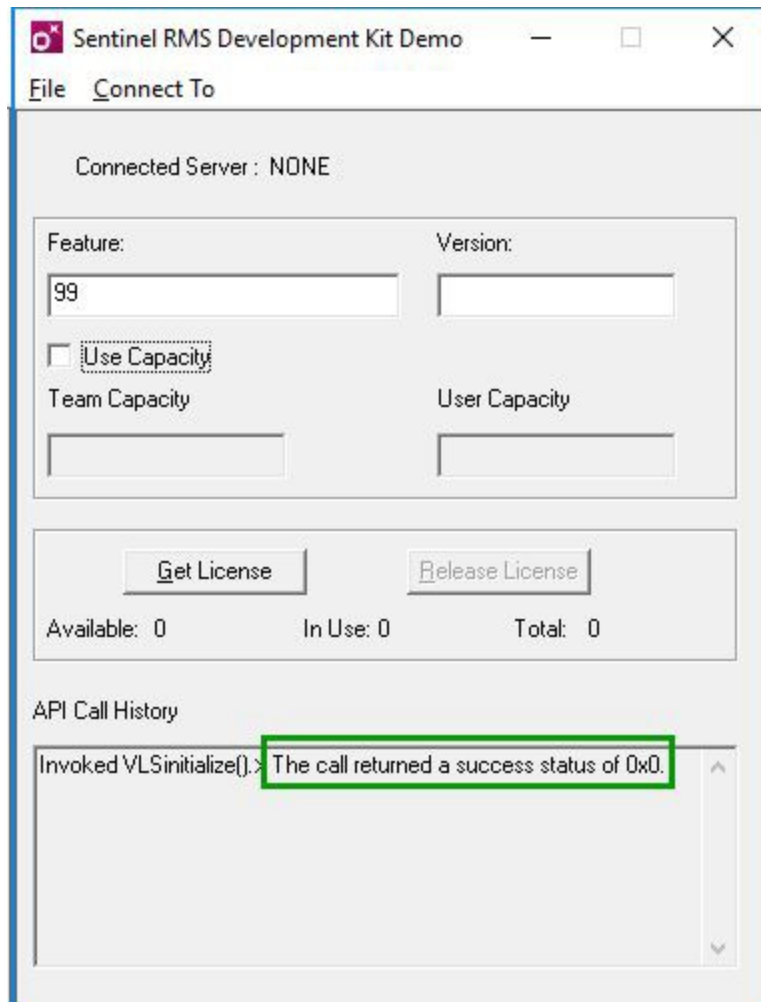 Sentinel RMS Development Kit Demo
File Connect To
Connected Server : NONE
Feature: Version:
99
Use Capacity
Team Capacity User Capacity
Get License Release License
Available: 0 In Use: 0 Total: 0
API Call History
Invoked VLSinitialize().> The call returned a success status of 0x0.